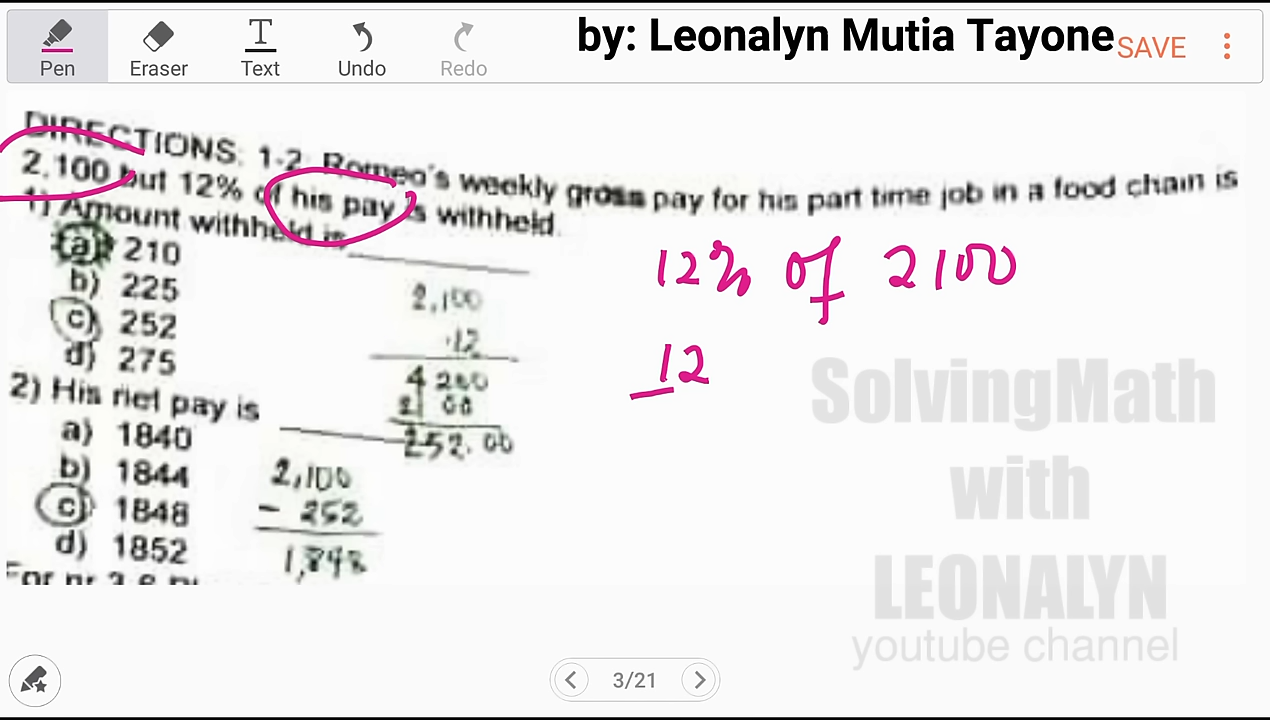 by: Leonalyn Mutia Tayone
SAVE
Pen
Eraser
Text
Undo
Redo
DIRECTIONS: 1-2. Romeo's weekly gross pay for his part time job in a food chain is
2,100 but 12% of his pay is withheld.
1) Amount withheld is
a) 210
b) 225
c) 252
d) 275
2,100
.12
4 200
21 00
252.00
2) His net pay is
a) 1840
b) 1844
c) 1848
d) 1852
2,100
- 252
1,848
12% of 2100
12
SolvingMath
with
LEONALYN
youtube channel
3/21